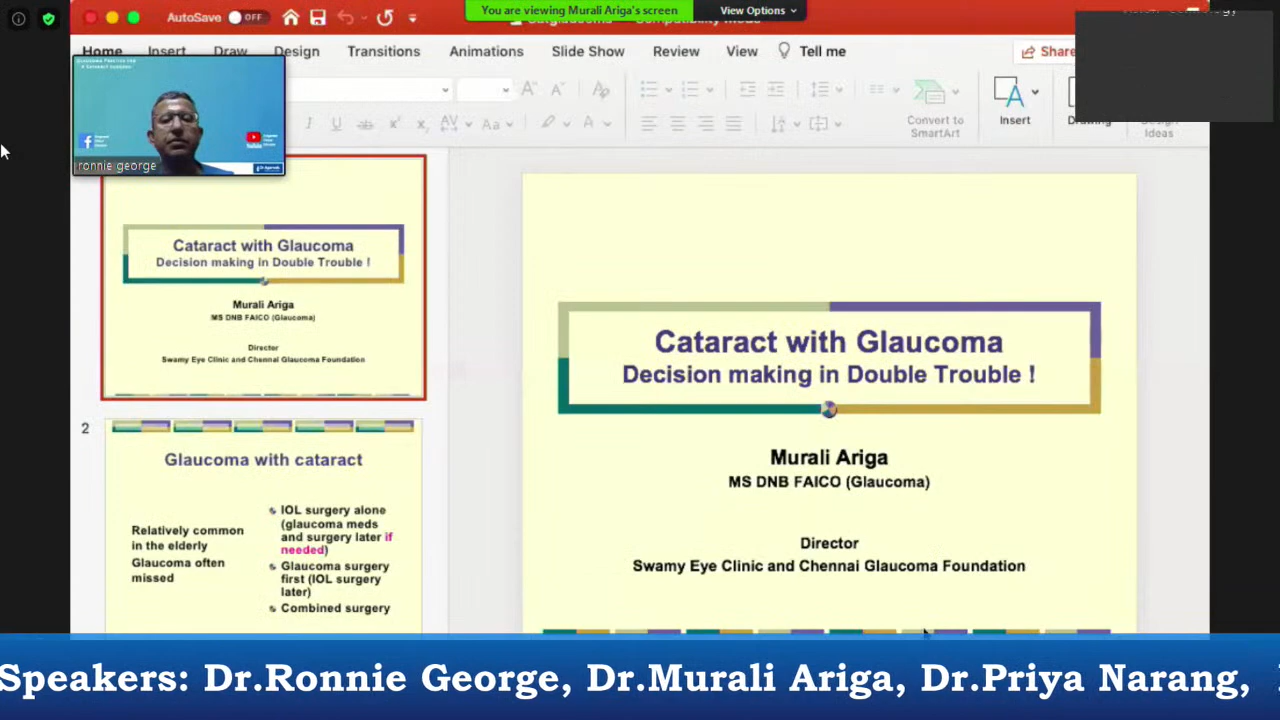 AutoSave OFF
You are viewing Murali Ariga's screen
View Options
Home Insert Draw Design Transitions Animations Slide Show Review View Tell me
Share
Convert to
SmartArt
Insert
Drawing
Design
Ideas
ronnie george
Cataract with Glaucoma
Decision making in Double Trouble !
Murali Ariga
MS DNB FAICO (Glaucoma)
Director
Swamy Eye Clinic and Chennai Glaucoma Foundation
2
Glaucoma with cataract
Relatively common
in the elderly
Glaucoma often
missed
IOL surgery alone
(glaucoma meds
and surgery later if
needed)
Glaucoma surgery
first (IOL surgery
later)
Combined surgery
Cataract with Glaucoma
Decision making in Double Trouble !
Murali Ariga
MS DNB FAICO (Glaucoma)
Director
Swamy Eye Clinic and Chennai Glaucoma Foundation
Speakers: Dr.Ronnie George, Dr.Murali Ariga, Dr.Priya Narang,